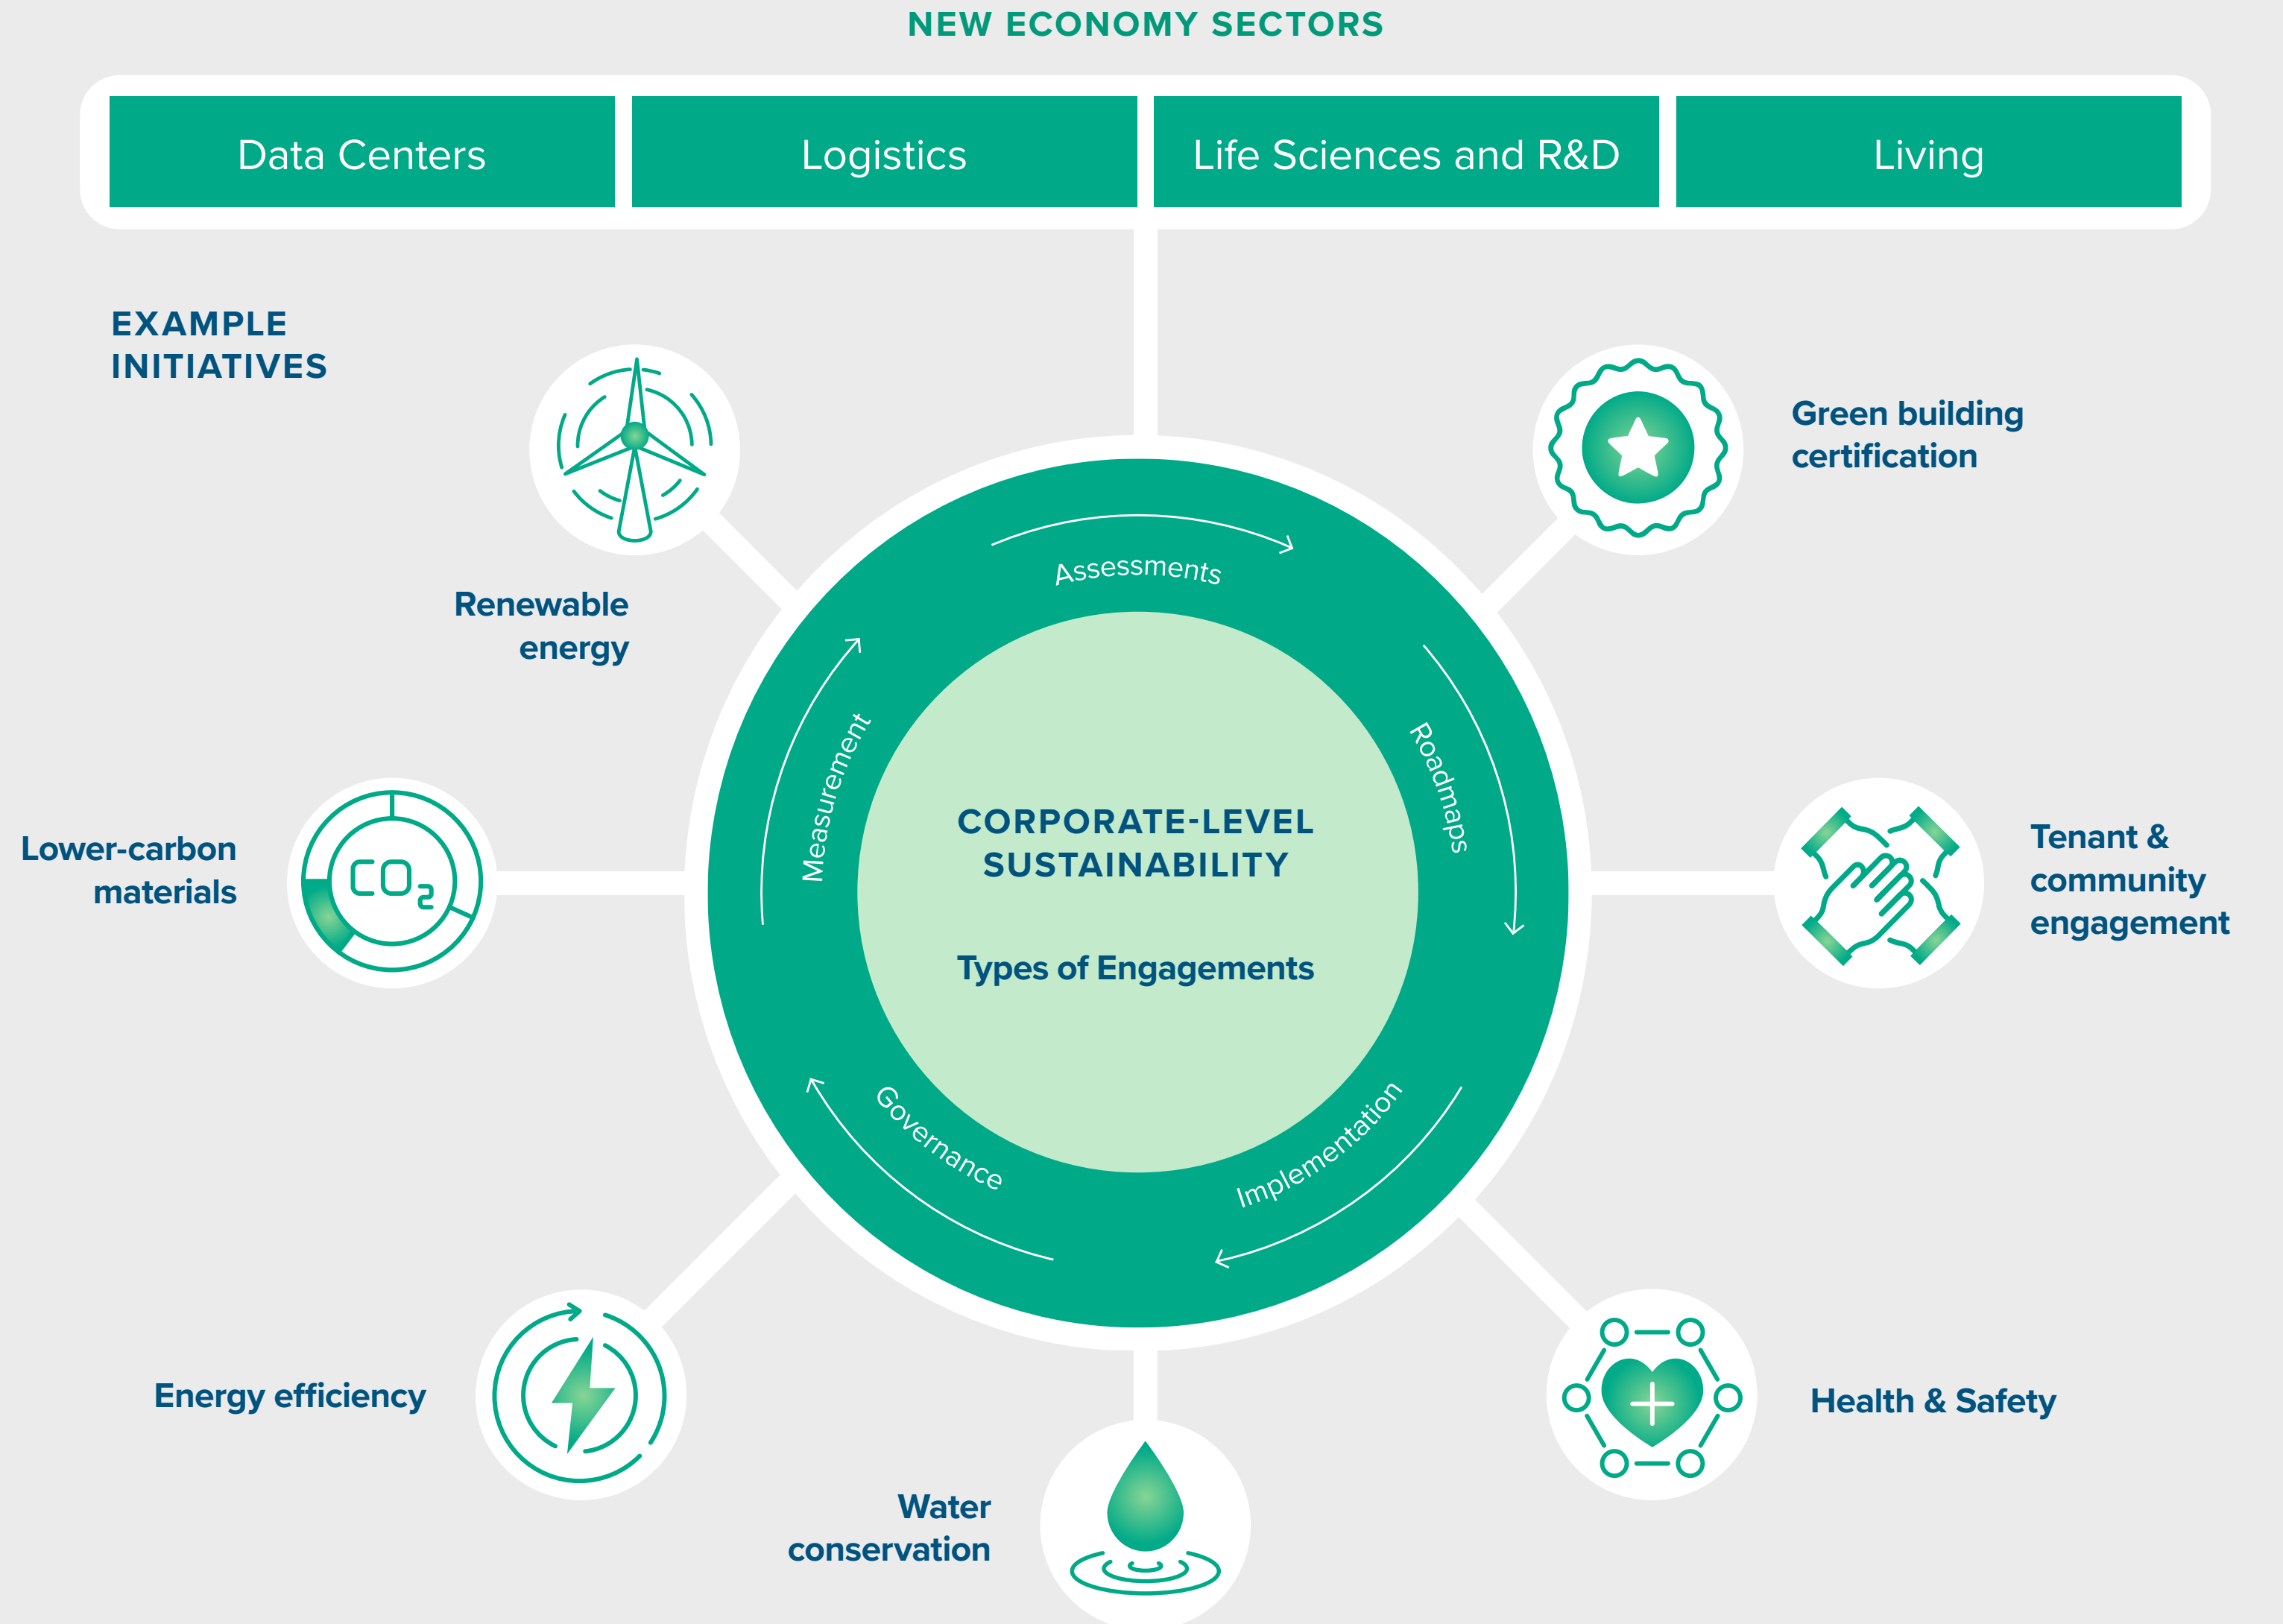 NEW ECONOMY SECTORS
Data Centers
Logistics
Life Sciences and R&D
Living
EXAMPLE
INITIATIVES
Renewable
energy
Green building
certification
Assessments
Roadmaps
Implementation
Governance
Measurement
CORPORATE-LEVEL
SUSTAINABILITY
Types of Engagements
Lower-carbon
materials
CO2
Tenant &
community
engagement
Energy efficiency
Health & Safety
Water
conservation